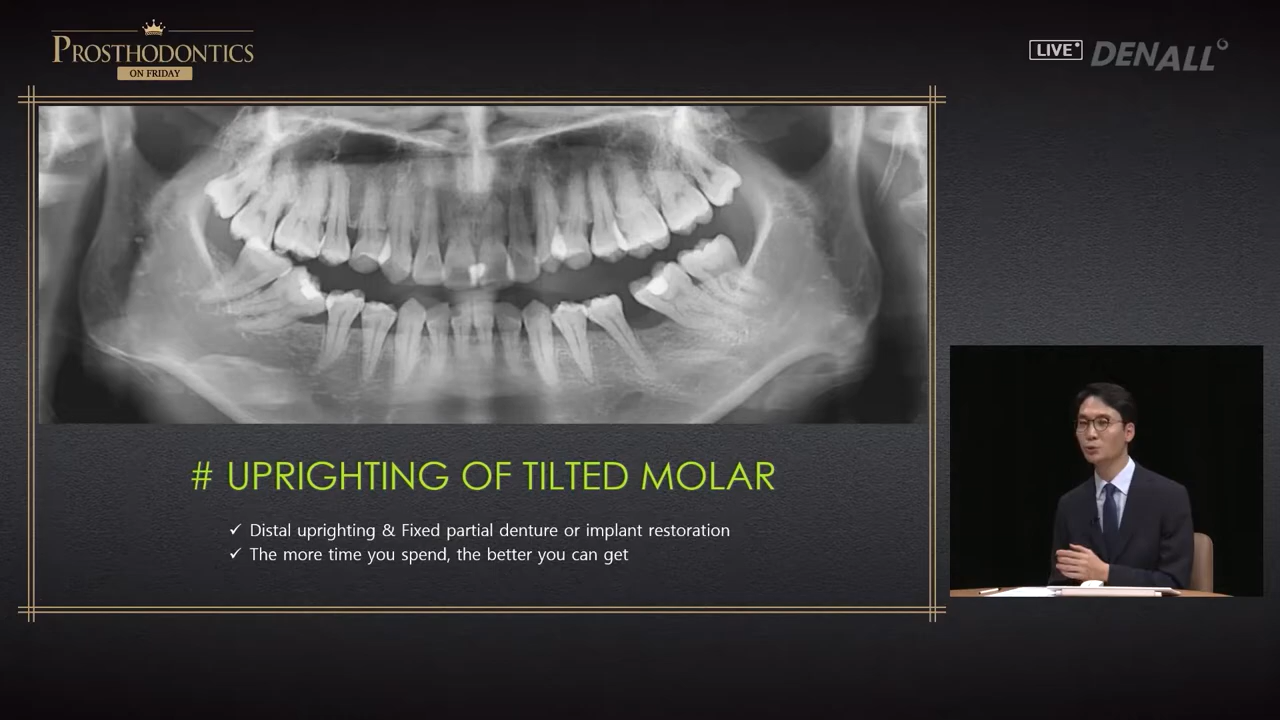 PROSTHODONTICS
ON FRIDAY
LIVE
DENALL
# UPRIGHTING OF TILTED MOLAR
✓ Distal uprighting & Fixed partial denture or implant restoration
✓ The more time you spend, the better you can get